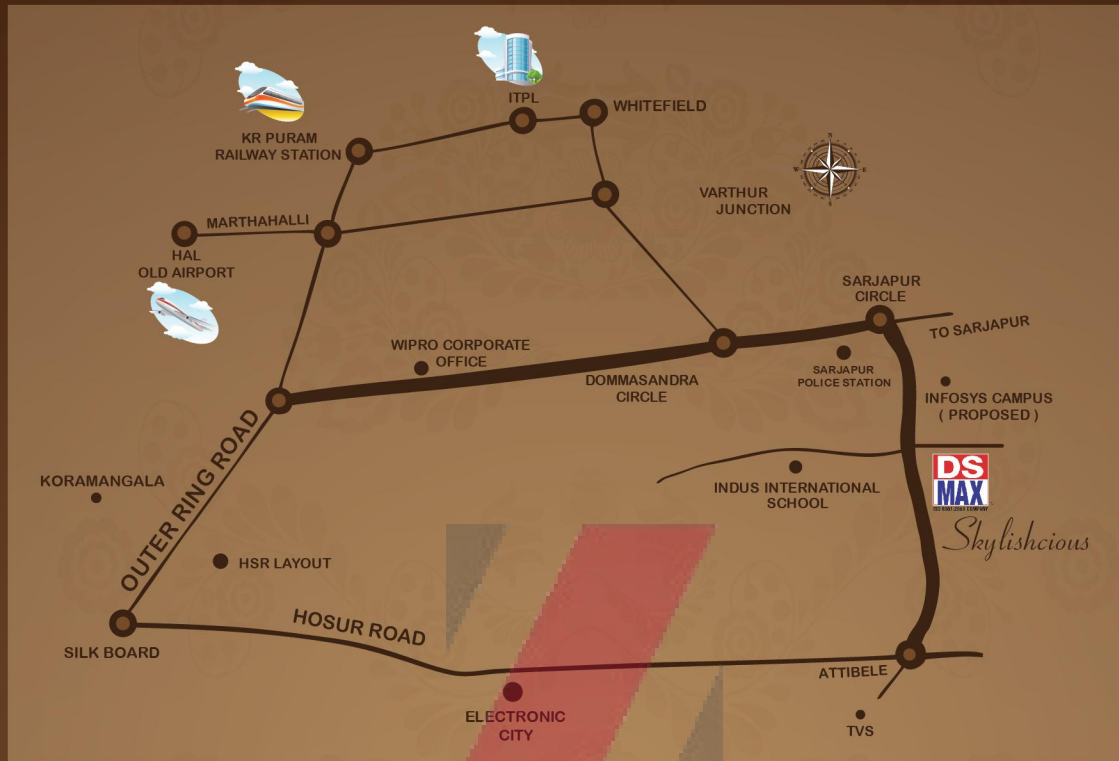 ITPL
WHITEFIELD
KR PURAM
RAILWAY STATION
N
W
E
S
VARTHUR
JUNCTION
MARTHAHALLI
HAL
OLD AIRPORT
SARJAPUR
CIRCLE
TO SARJAPUR
WIPRO CORPORATE
OFFICE
DOMMASANDRA
CIRCLE
SARJAPUR
POLICE STATION
INFOSYS CAMPUS
( PROPOSED )
OUTER RING ROAD
KORAMANGALA
INDUS INTERNATIONAL
SCHOOL
DS
MAX
Skylishcious
HSR LAYOUT
HOSUR ROAD
SILK BOARD
ATTIBELE
ELECTRONIC
CITY
TVS